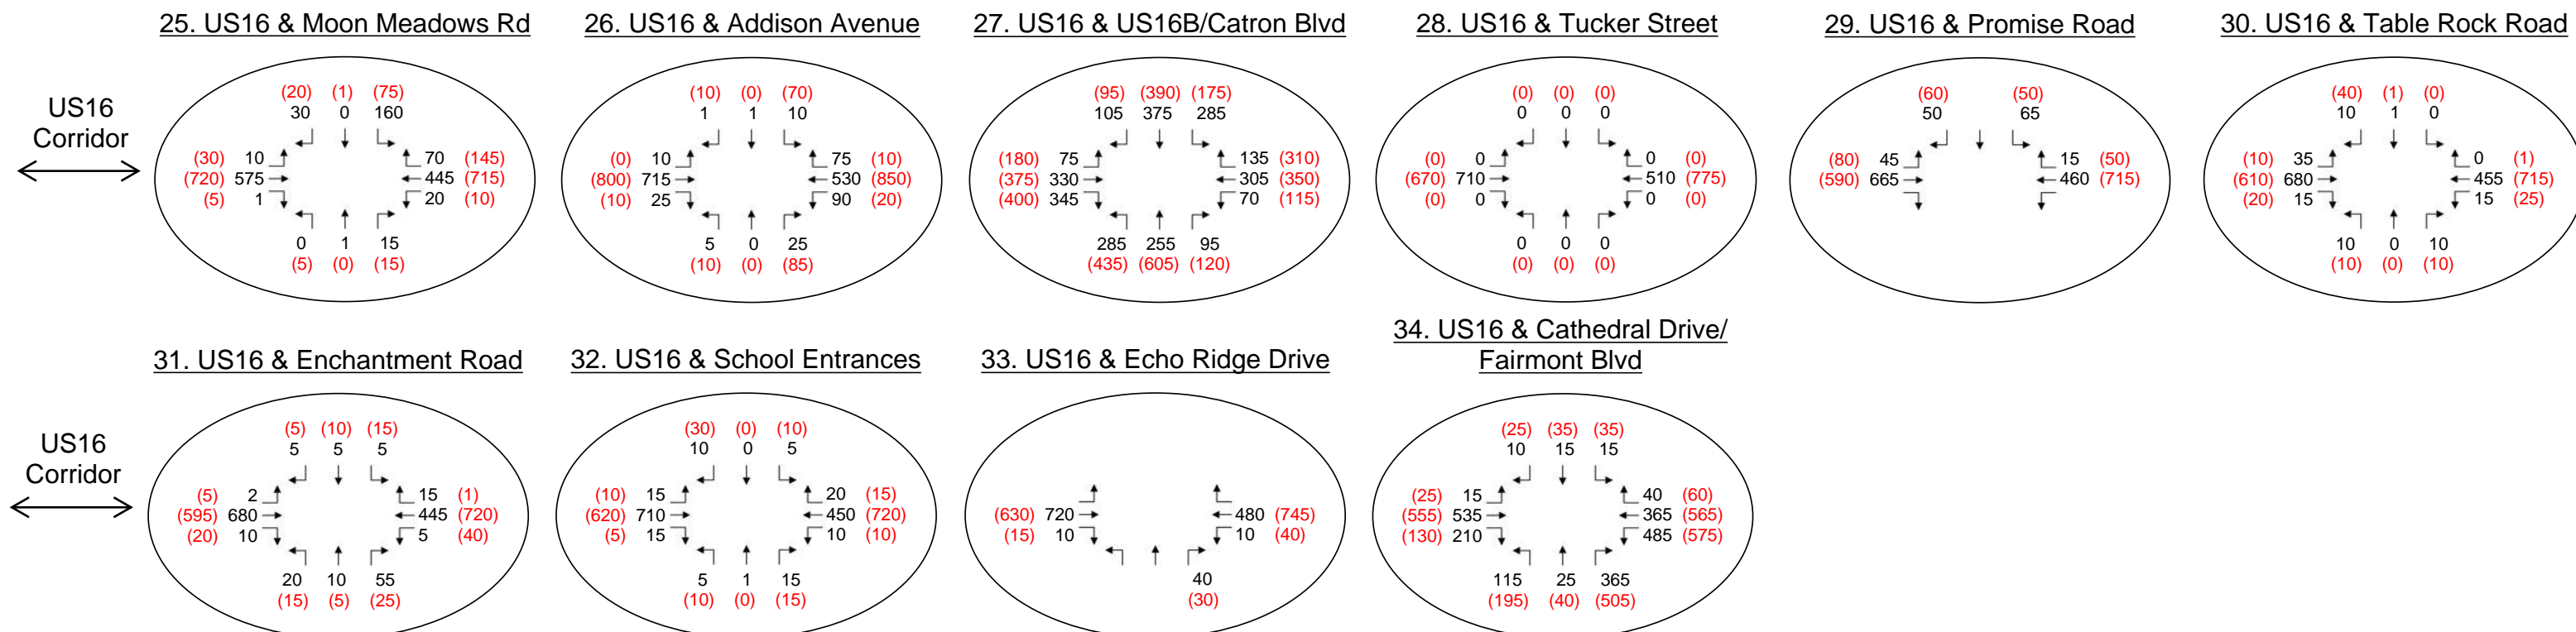 25. US16 & Moon Meadows Rd
26. US16 & Addison Avenue
27. US16 & US16B/Catron Blvd
28. US16 & Tucker Street
29. US16 & Promise Road
30. US16 & Table Rock Road
US16
Corridor
(20) (1) (75)
30 0 160
(30) 10
(720) 575
(5) 1
70 (145)
445 (715)
20 (10)
0 1 15
(5) (0) (15)
(10) (0) (70)
1 1 10
(0) 10
(800) 715
(10) 25
75 (10)
530 (850)
90 (20)
5 0 25
(10) (0) (85)
(95) (390) (175)
105 375 285
(180) 75
(375) 330
(400) 345
135 (310)
305 (350)
70 (115)
285 255 95
(435) (605) (120)
(0) (0) (0)
0 0 0
(0) 0
(670) 710
(0) 0
0 (0)
510 (775)
0 (0)
0 0 0
(0) (0) (0)
(60) (50)
50 65
(80) 45
(590) 665
15 (50)
460 (715)
(40) (1) (0)
10 1 0
(10) 35
(610) 680
(20) 15
0 (1)
455 (715)
15 (25)
10 0 10
(10) (0) (10)
31. US16 & Enchantment Road
32. US16 & School Entrances
33. US16 & Echo Ridge Drive
34. US16 & Cathedral Drive/
Fairmont Blvd
US16
Corridor
(5) (10) (15)
5 5 5
(5) 2
(595) 680
(20) 10
15 (1)
445 (720)
5 (40)
20 10 55
(15) (5) (25)
(30) (0) (10)
10 0 5
(10) 15
(620) 710
(5) 15
20 (15)
450 (720)
10 (10)
5 1 15
(10) (0) (15)
(630) 720
(15) 10
480 (745)
10 (40)
40
(30)
(25) (35) (35)
10 15 15
(25) 15
(555) 535
(130) 210
40 (60)
365 (565)
485 (575)
115 25 365
(195) (40) (505)